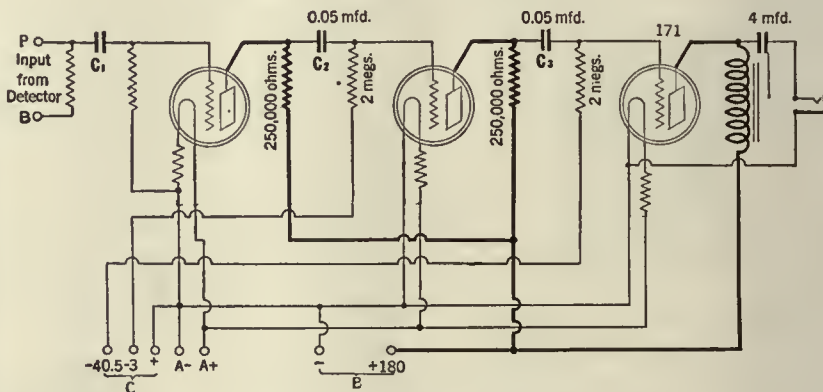 P
Input
from
Detector
B
C₁
0.05 mfd.
C₂
250,000 ohms.
2 megs.
0.05 mfd.
C₃
250,000 ohms.
2 megs.
171
4 mfd.
-40.5 -3 + A- A+
C
- +180
B